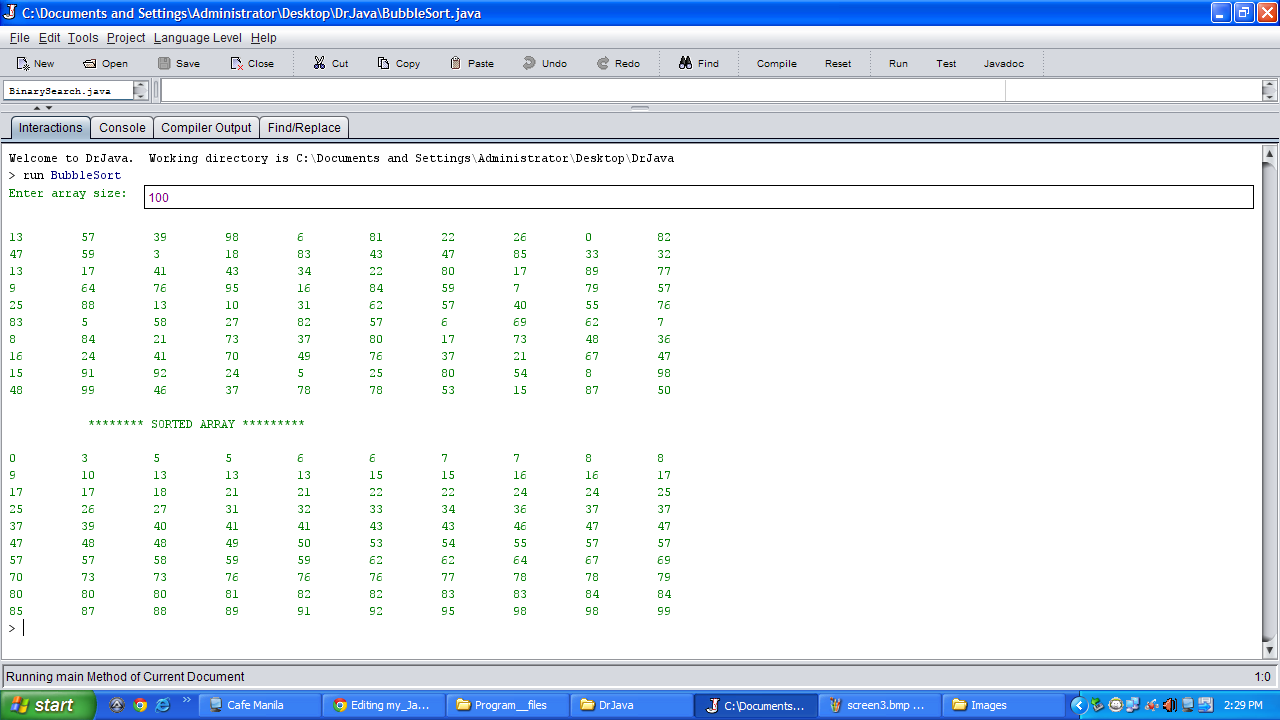 C:\Documents and Settings\Administrator\Desktop\DrJava\BubbleSort.java
File Edit Tools Project Language Level Help
New Open Save Close Cut Copy Paste Undo Redo Find Compile Reset Run Test Javadoc
BinarySearch.java
Interactions Console Compiler Output Find/Replace
Welcome to DrJava. Working directory is C:\Documents and Settings\Administrator\Desktop\DrJava
> run BubbleSort
Enter array size: 100
13 57 39 98 6 81 22 26 0 82
47 59 3 18 83 43 47 85 33 32
13 17 41 43 34 22 80 17 89 77
9 64 76 95 16 84 59 7 79 57
25 88 13 10 31 62 57 40 55 76
83 5 58 27 82 57 6 69 62 7
8 84 21 73 37 80 17 73 48 36
16 24 41 70 49 76 37 21 67 47
15 91 92 24 5 25 80 54 8 98
48 99 46 37 78 78 53 15 87 50
******** SORTED ARRAY *********
0 3 5 5 6 6 7 7 8 8
9 10 13 13 13 15 15 16 16 17
17 17 18 21 21 22 22 24 24 25
25 26 27 31 32 33 34 36 37 37
37 39 40 41 41 43 43 46 47 47
47 48 48 49 50 53 54 55 57 57
57 57 58 59 59 62 62 64 67 69
70 73 73 76 76 76 77 78 78 79
80 80 80 81 82 82 83 83 84 84
85 87 88 89 91 92 95 98 98 99
>
Running main Method of Current Document 1:0
start Cafe Manila Editing my_Ja... Program__files DrJava C:\Documents... screen3.bmp ... Images 2:29 PM